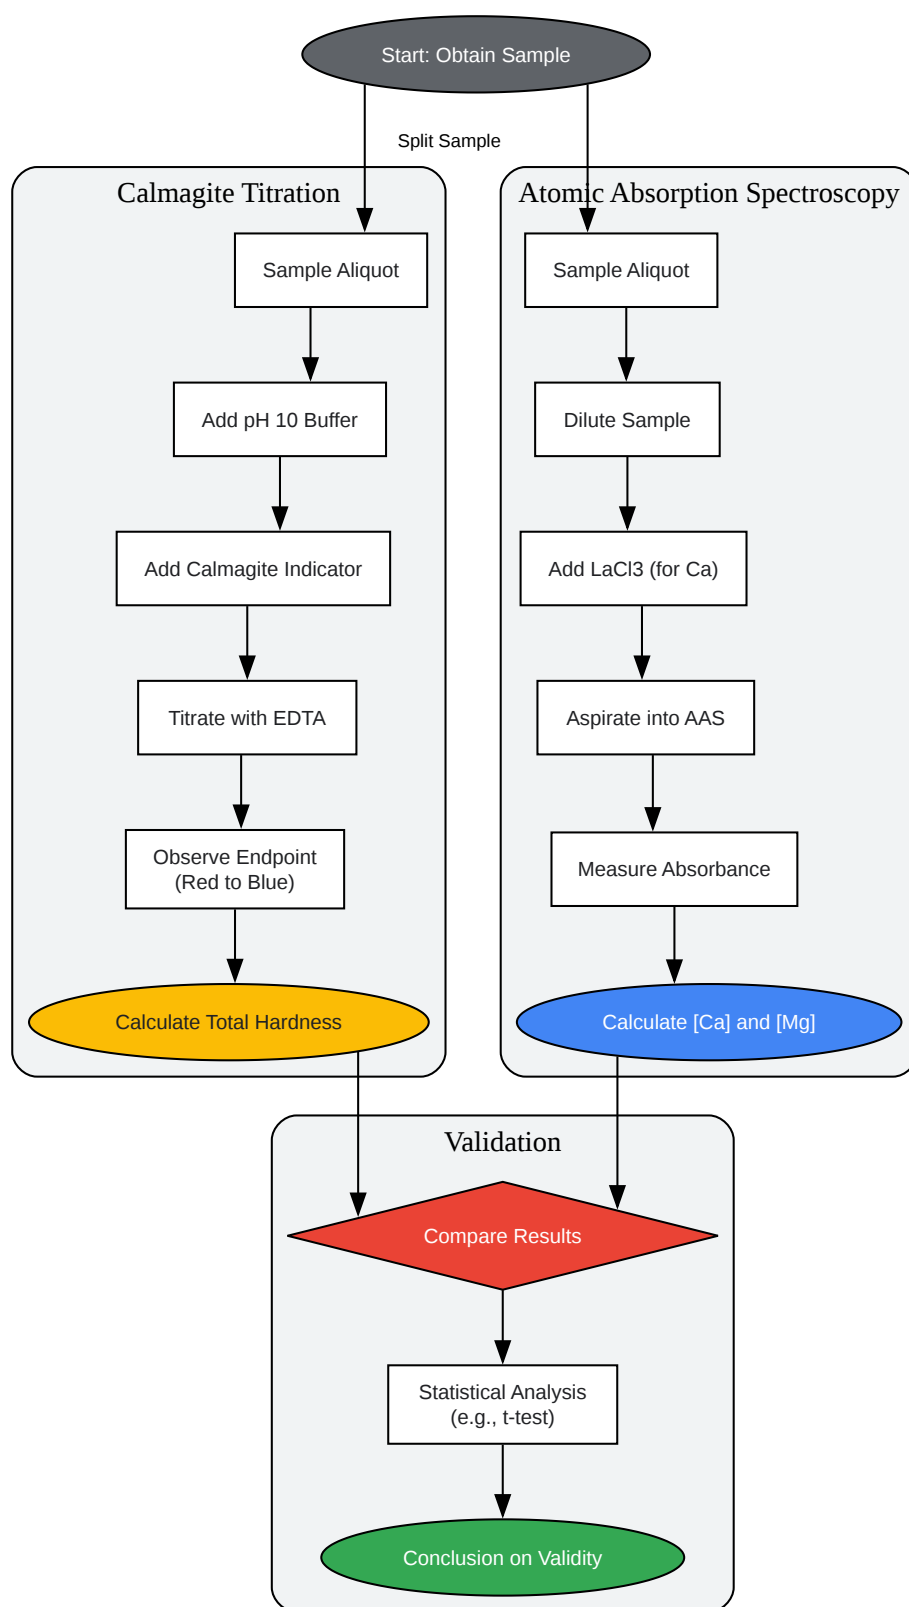 Start: Obtain Sample
Split Sample
Calmagite Titration
Sample Aliquot
Add pH 10 Buffer
Add Calmagite Indicator
Titrate with EDTA
Observe Endpoint
(Red to Blue)
Calculate Total Hardness
Atomic Absorption Spectroscopy
Sample Aliquot
Dilute Sample
Add LaCl3 (for Ca)
Aspirate into AAS
Measure Absorbance
Calculate [Ca] and [Mg]
Validation
Compare Results
Statistical Analysis
(e.g., t-test)
Conclusion on Validity